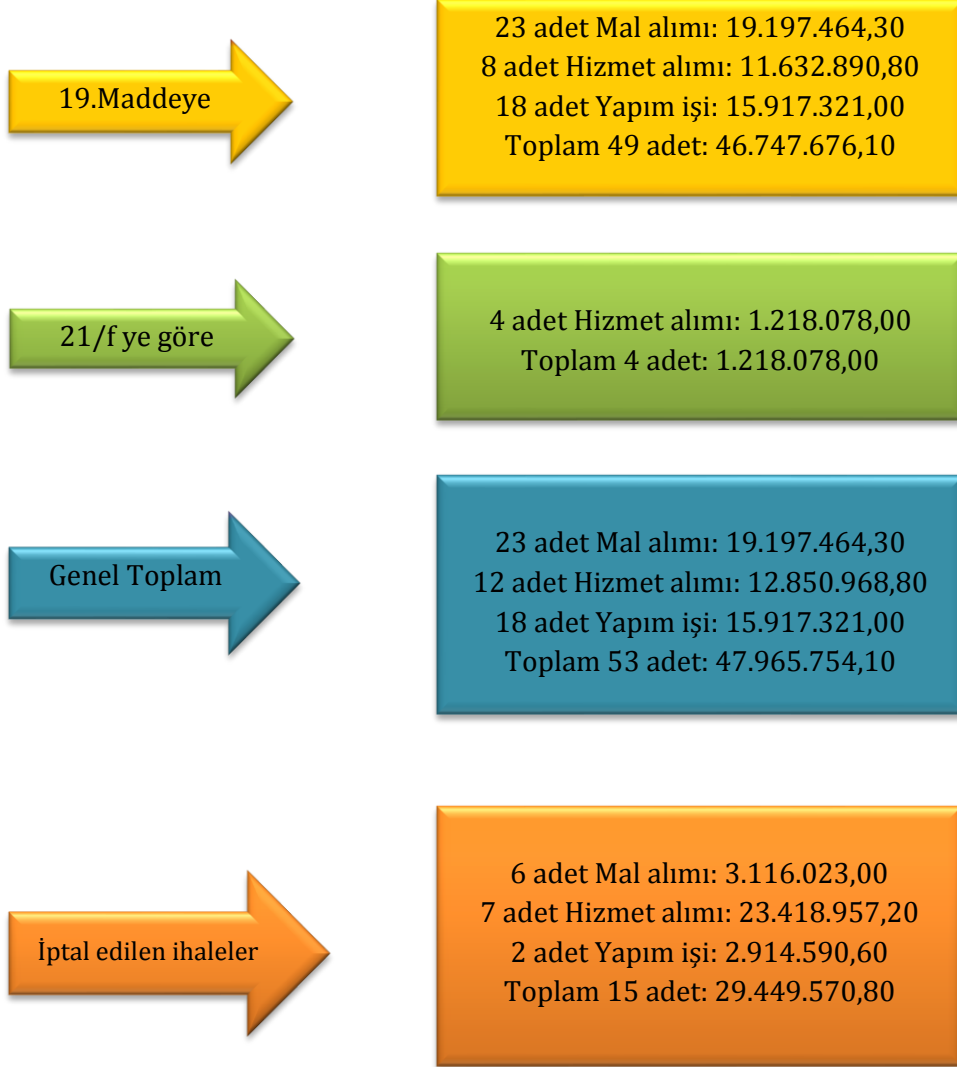 19.Maddeye
23 adet Mal alımı: 19.197.464,30
8 adet Hizmet alımı: 11.632.890,80
18 adet Yapım işi: 15.917.321,00
Toplam 49 adet: 46.747.676,10
21/f ye göre
4 adet Hizmet alımı: 1.218.078,00
Toplam 4 adet: 1.218.078,00
Genel Toplam
23 adet Mal alımı: 19.197.464,30
12 adet Hizmet alımı: 12.850.968,80
18 adet Yapım işi: 15.917.321,00
Toplam 53 adet: 47.965.754,10
İptal edilen ihaleler
6 adet Mal alımı: 3.116.023,00
7 adet Hizmet alımı: 23.418.957,20
2 adet Yapım işi: 2.914.590,60
Toplam 15 adet: 29.449.570,80